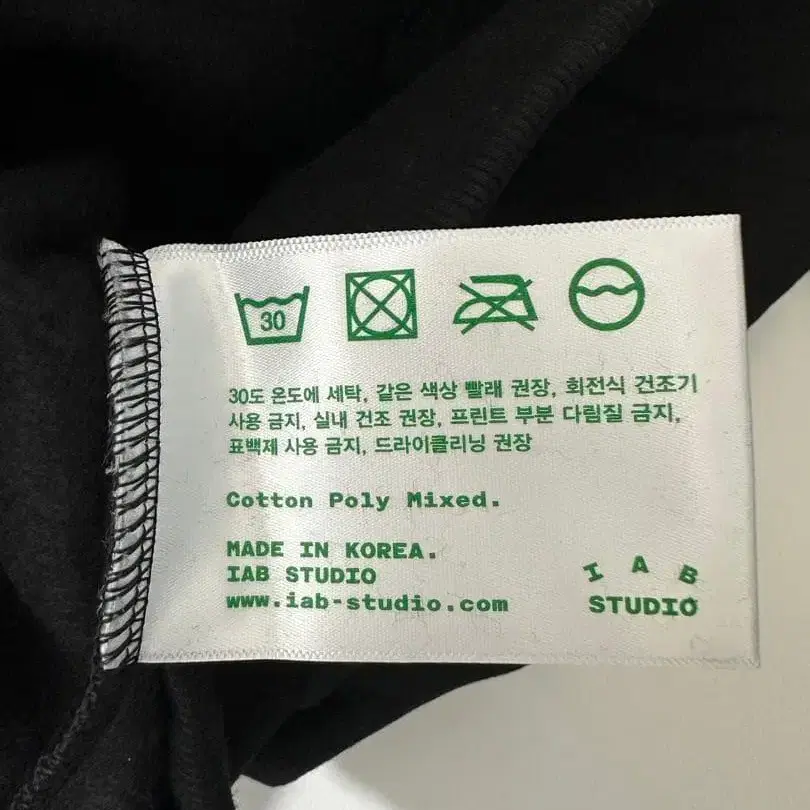 30
30도 온도에 세탁, 같은 색상 빨래 권장, 회전식 건조기
사용 금지, 실내 건조 권장, 프린트 부분 다림질 금지,
표백제 사용 금지, 드라이클리닝 권장
Cotton Poly Mixed.
MADE IN KOREA.
IAB STUDIO
www.iab-studio.com
I A B
STUDIO